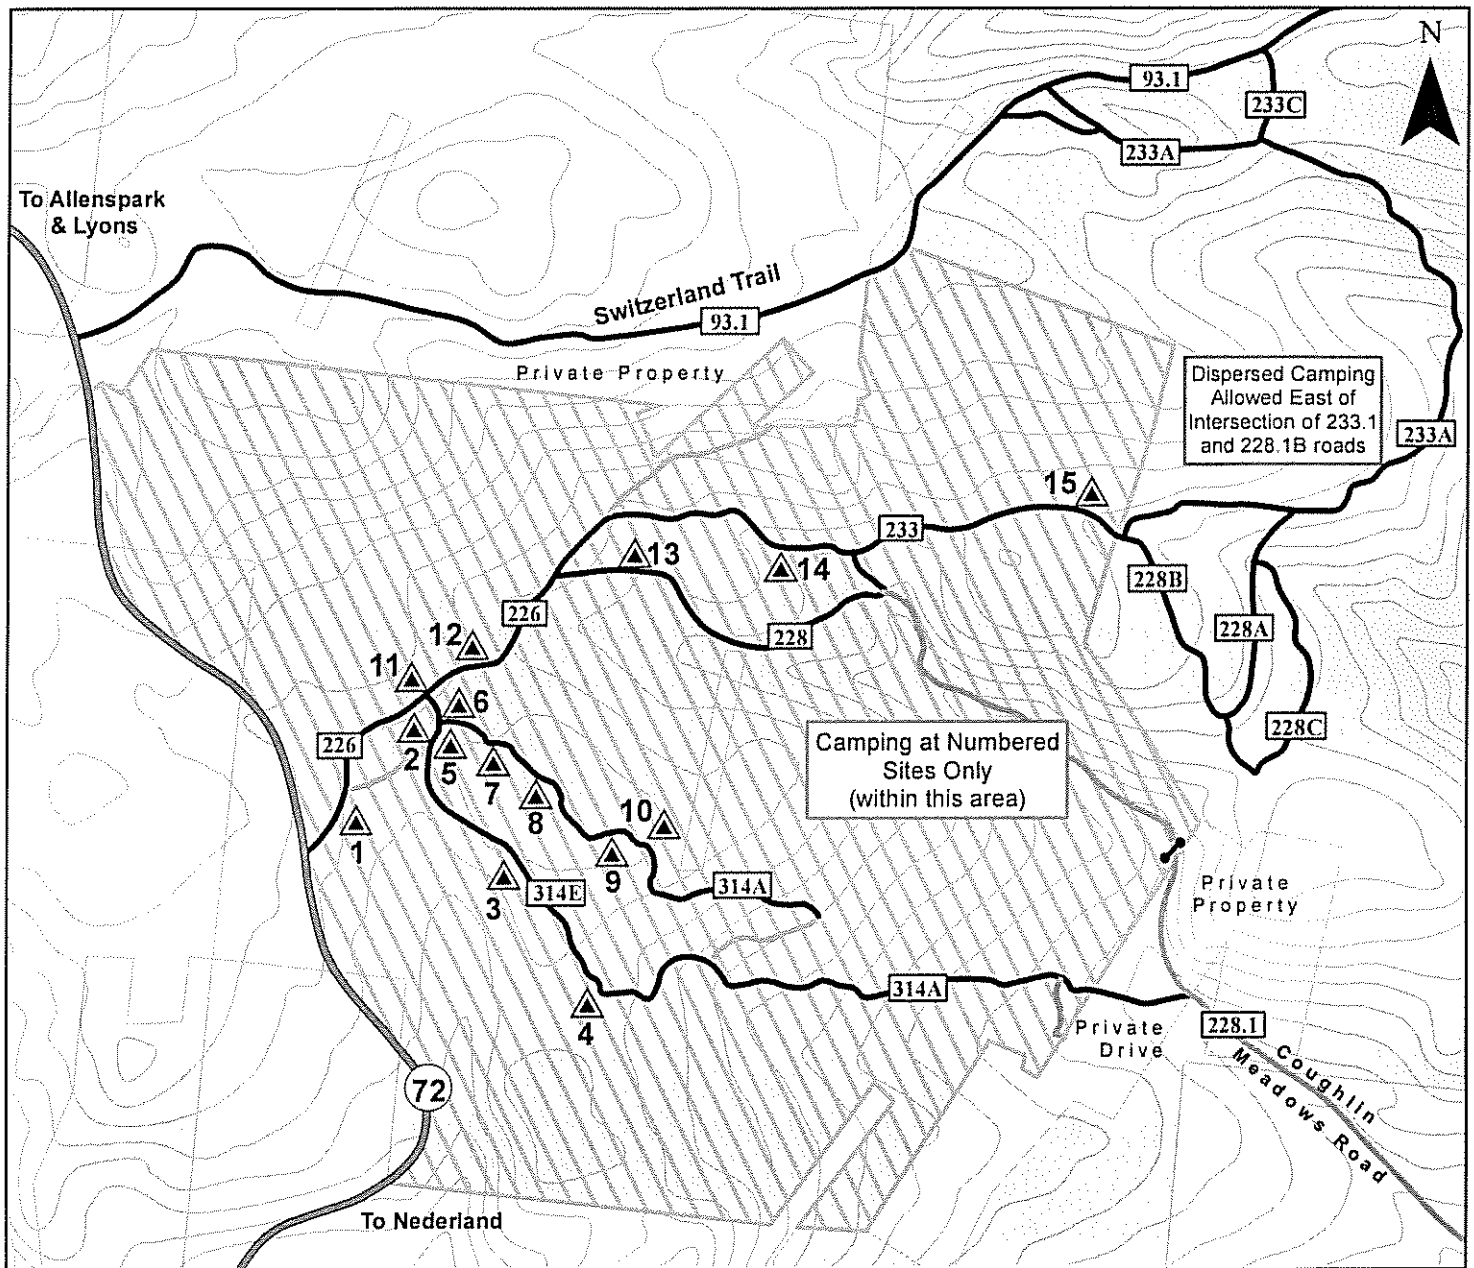 N
93.1
233C
233A
To Allenspark
& Lyons
Switzerland Trail
93.1
Private Property
Dispersed Camping
Allowed East of
Intersection of 233.1
and 228.1B roads
233A
15
233
13
14
228B
226
12
228
228A
11
6
226
2
5
7
228C
Camping at Numbered
Sites Only
(within this area)
8
10
1
9
3
314E
314A
Private
Property
314A
4
Private
Drive
228.1
Coughlin
Meadows Road
72
To Nederland